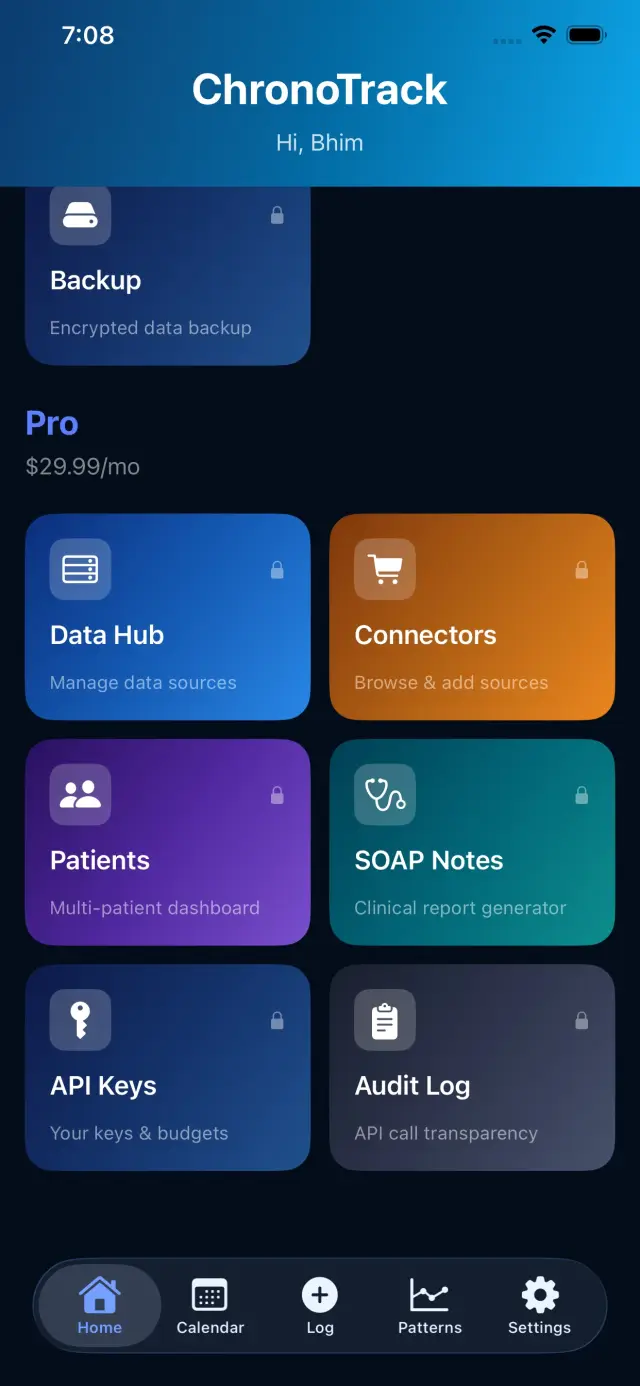 7:08
ChronoTrack
Hi, Bhim
Backup
Encrypted data backup
Pro
$29.99/mo
Data Hub
Manage data sources
Connectors
Browse & add sources
Patients
Multi-patient dashboard
SOAP Notes
Clinical report generator
API Keys
Your keys & budgets
Audit Log
API call transparency
Home
Calendar
Log
Patterns
Settings